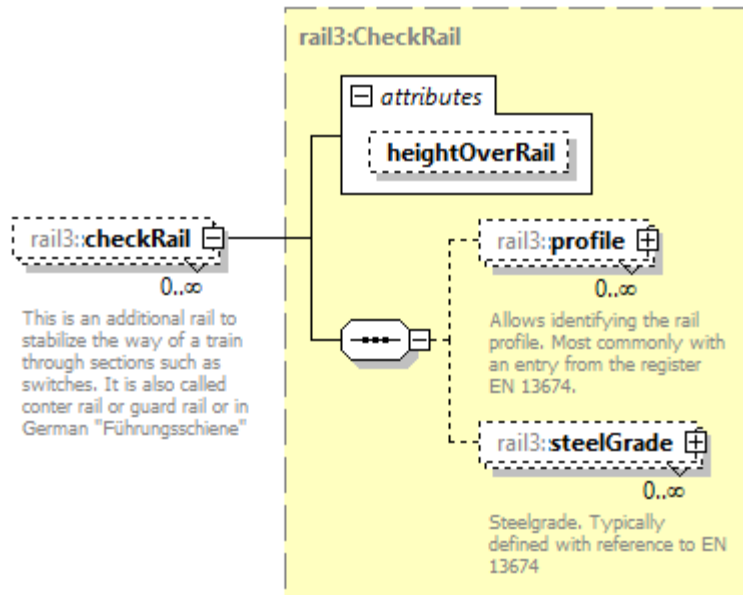 rail3:CheckRail
attributes
heightOverRail
rail3::checkRail
0..∞
This is an additional rail to
stabilize the way of a train
through sections such as
switches. It is also called
conter rail or guard rail or in
German "Führungsschiene"
rail3::profile
0..∞
Allows identifying the rail
profile. Most commonly with
an entry from the register
EN 13674.
rail3::steelGrade
0..∞
Steelgrade. Typically
defined with reference to EN
13674